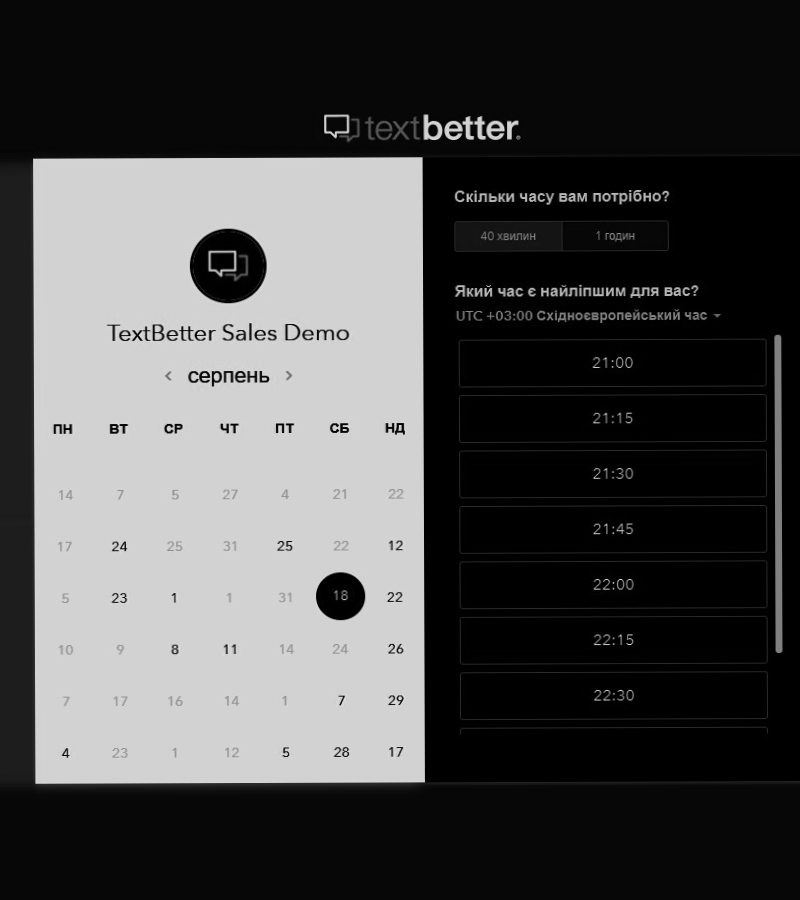 textbetter.
TextBetter Sales Demo
серпень
ПН ВТ СР ЧТ ПТ СБ НД
14 7 5 27 4 21 22
17 24 25 31 25 22 12
5 23 1 1 31 18 22
10 9 8 11 14 24 26
7 17 16 14 1 7 29
4 23 1 12 5 28 17
Скільки часу вам потрібно?
40 хвилин 1 годин
Який час є найліпшим для вас?
UTC +03:00 Східноєвропейський час
21:00
21:15
21:30
21:45
22:00
22:15
22:30